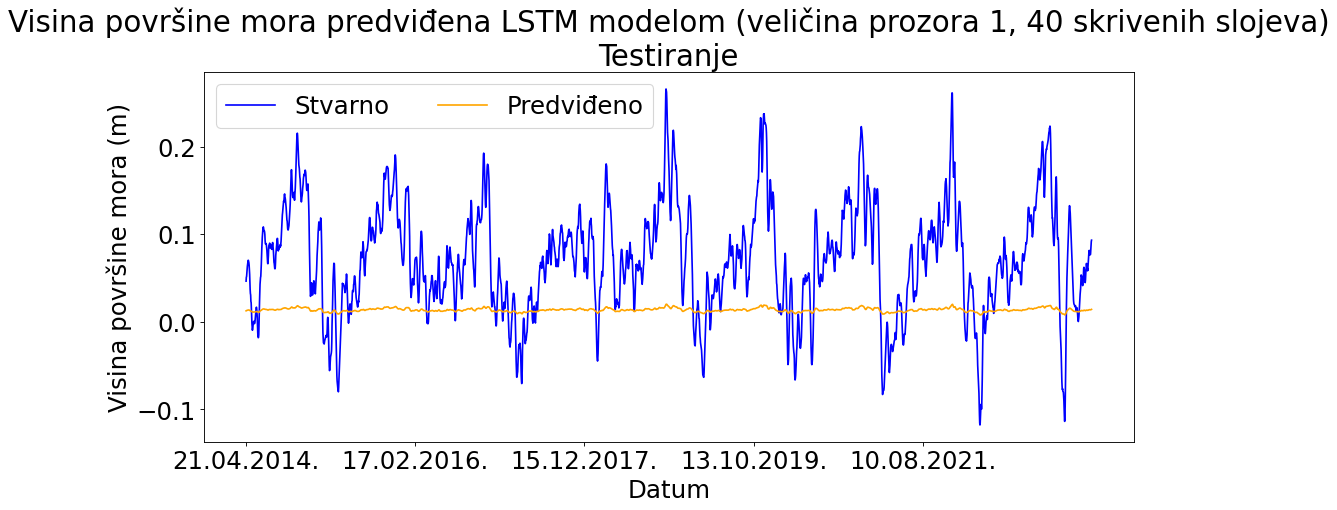 Visina površine mora predviđena LSTM modelom (veličina prozora 1, 40 skrivenih slojeva)
Testiranje
Stvarno
Predviđeno
Visina površine mora (m)
0.2
0.1
0.0
−0.1
21.04.2014.
17.02.2016.
15.12.2017.
13.10.2019.
10.08.2021.
Datum